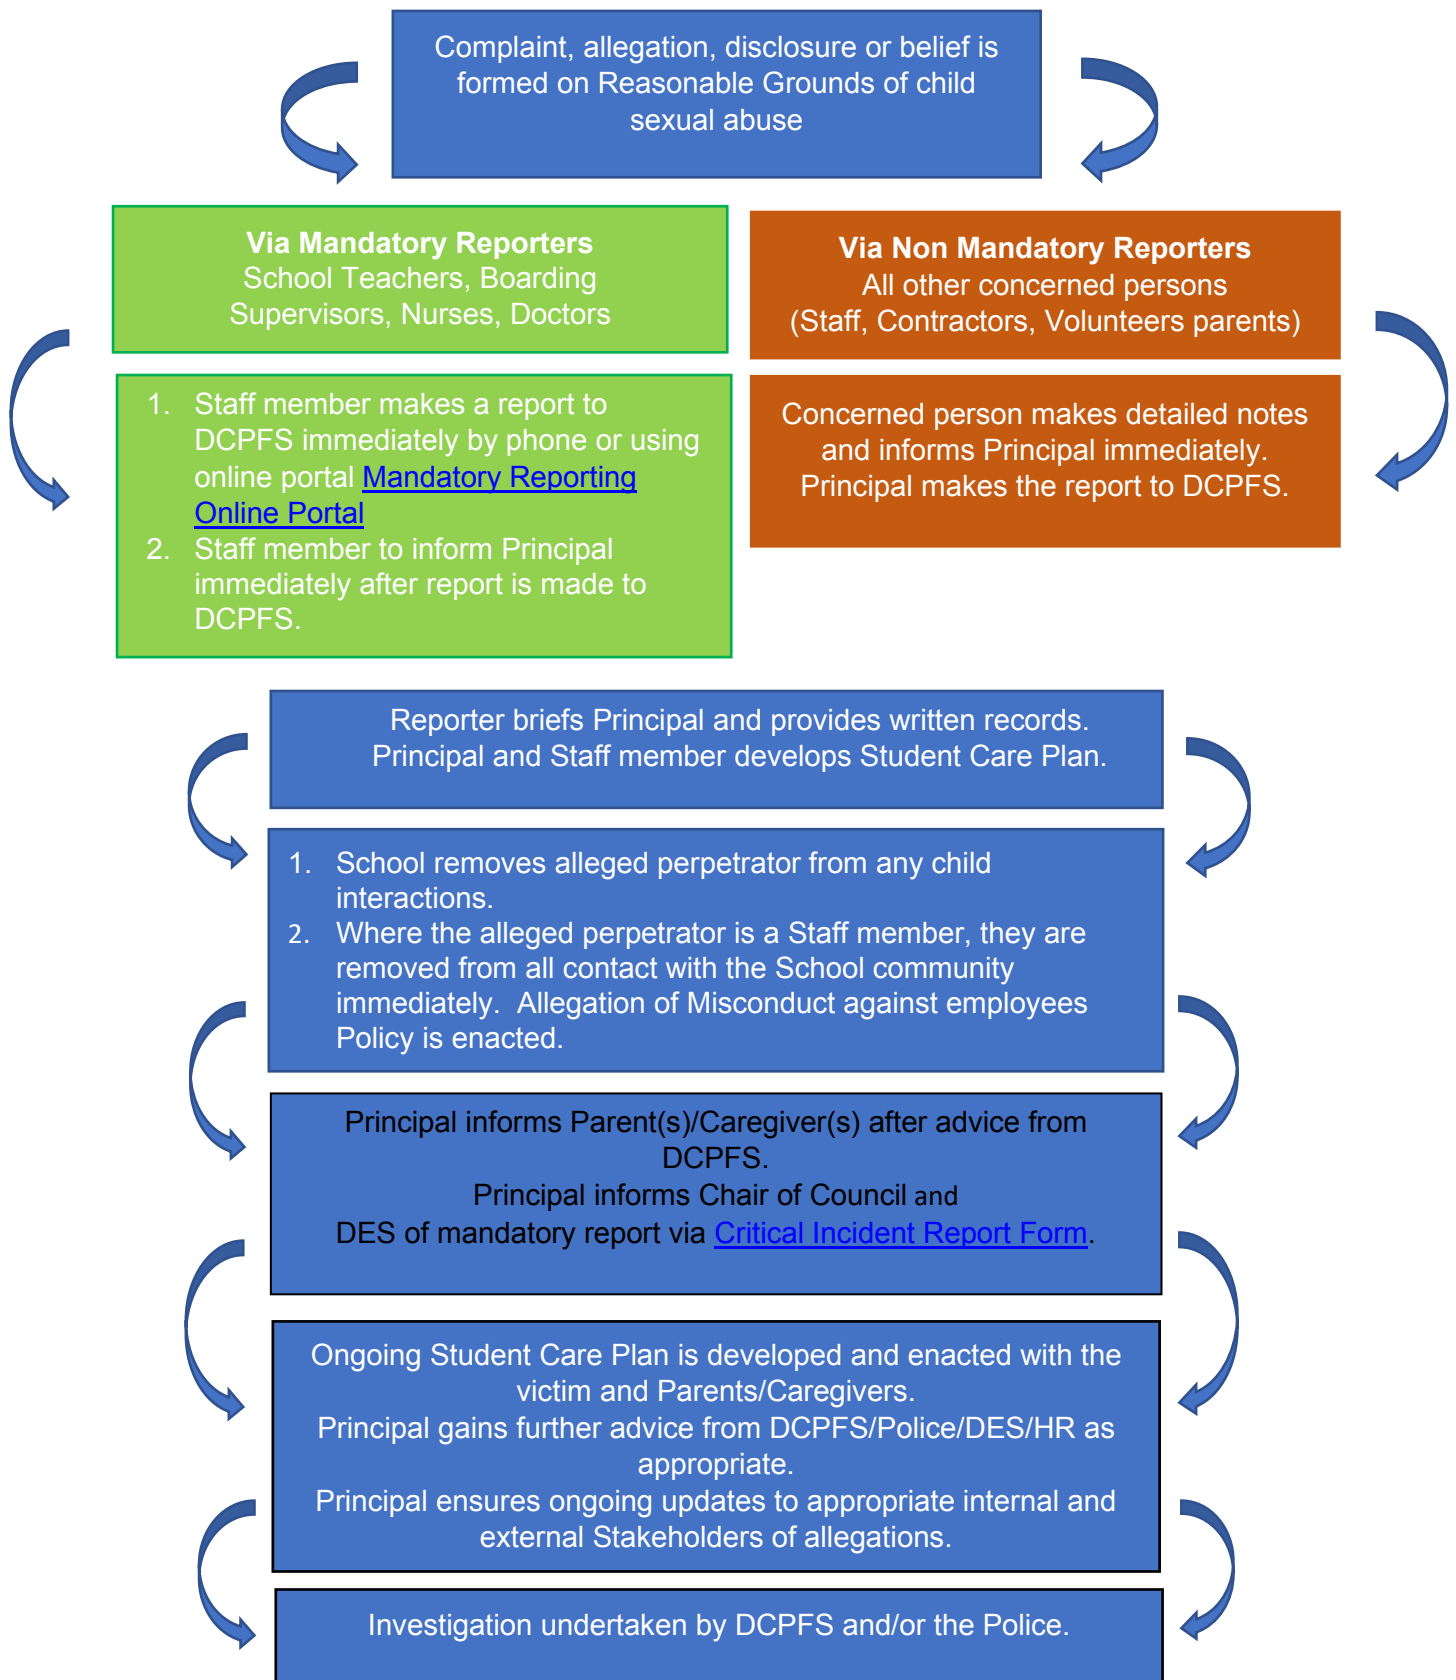 Complaint, allegation, disclosure or belief is
formed on Reasonable Grounds of child
sexual abuse
Via Mandatory Reporters
School Teachers, Boarding
Supervisors, Nurses, Doctors
Via Non Mandatory Reporters
All other concerned persons
(Staff, Contractors, Volunteers parents)
1. Staff member makes a report to
DCPFS immediately by phone or using
online portal Mandatory Reporting
Online Portal
2. Staff member to inform Principal
immediately after report is made to
DCPFS.
Concerned person makes detailed notes
and informs Principal immediately.
Principal makes the report to DCPFS.
Reporter briefs Principal and provides written records.
Principal and Staff member develops Student Care Plan.
1. School removes alleged perpetrator from any child
interactions.
2. Where the alleged perpetrator is a Staff member, they are
removed from all contact with the School community
immediately. Allegation of Misconduct against employees
Policy is enacted.
Principal informs Parent(s)/Caregiver(s) after advice from
DCPFS.
Principal informs Chair of Council and
DES of mandatory report via Critical Incident Report Form.
Ongoing Student Care Plan is developed and enacted with the
victim and Parents/Caregivers.
Principal gains further advice from DCPFS/Police/DES/HR as
appropriate.
Principal ensures ongoing updates to appropriate internal and
external Stakeholders of allegations.
Investigation undertaken by DCPFS and/or the Police.